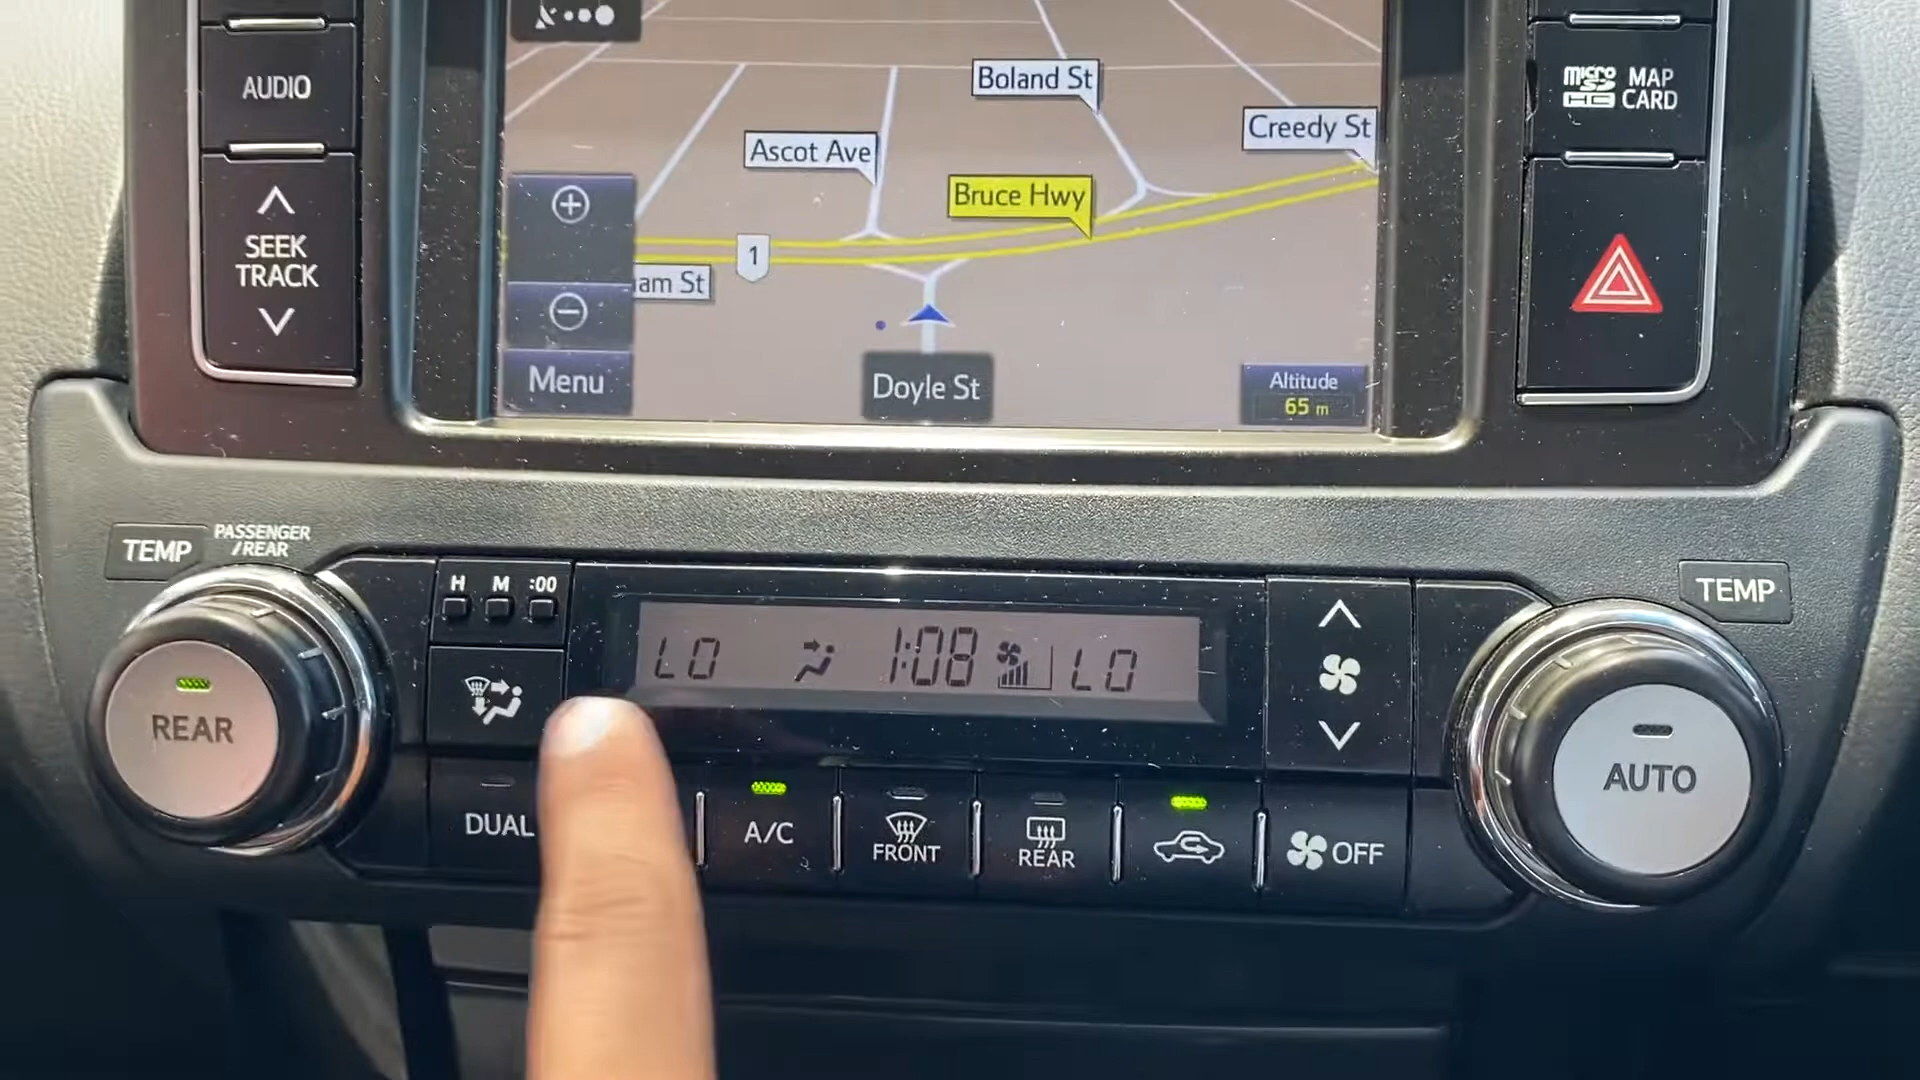 AUDIO
SEEK
TRACK
Boland St
Creedy St
Ascot Ave
Bruce Hwy
1
am St
Menu
Doyle St
Altitude
65 m
micro
SD
HC
MAP
CARD
TEMP
PASSENGER
/REAR
H M :00
LO 1:08 LO
TEMP
REAR
AUTO
DUAL
A/C
FRONT
REAR
OFF